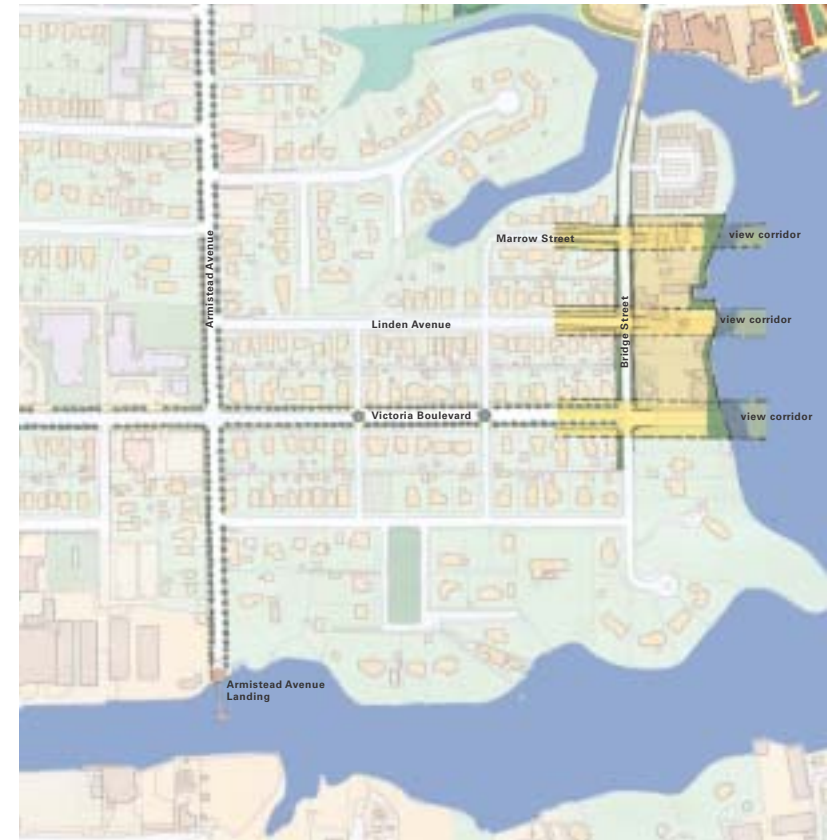 Marrow Street
view corridor
Armistead Avenue
Linden Avenue
Bridge Street
view corridor
Victoria Boulevard
view corridor
Armistead Avenue
Landing